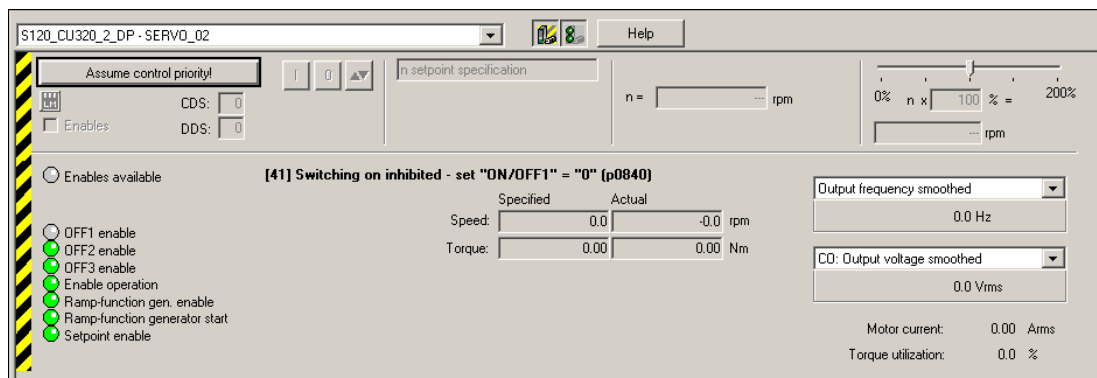 S120_CU320_2_DP - SERVO_02
Help
Assume control priority!
I 0
n setpoint specification
n = --- rpm
0% n x 100 % = 200%
--- rpm
LM
CDS: 0
Enables
DDS: 0
Enables available
[41] Switching on inhibited - set "ON/OFF1" = "0" (p0840)
Specified Actual
Speed: 0.0 -0.0 rpm
Torque: 0.00 0.00 Nm
Output frequency smoothed
0.0 Hz
CO: Output voltage smoothed
0.0 Vrms
OFF1 enable
OFF2 enable
OFF3 enable
Enable operation
Ramp-function gen. enable
Ramp-function generator start
Setpoint enable
Motor current: 0.00 Arms
Torque utilization: 0.0 %